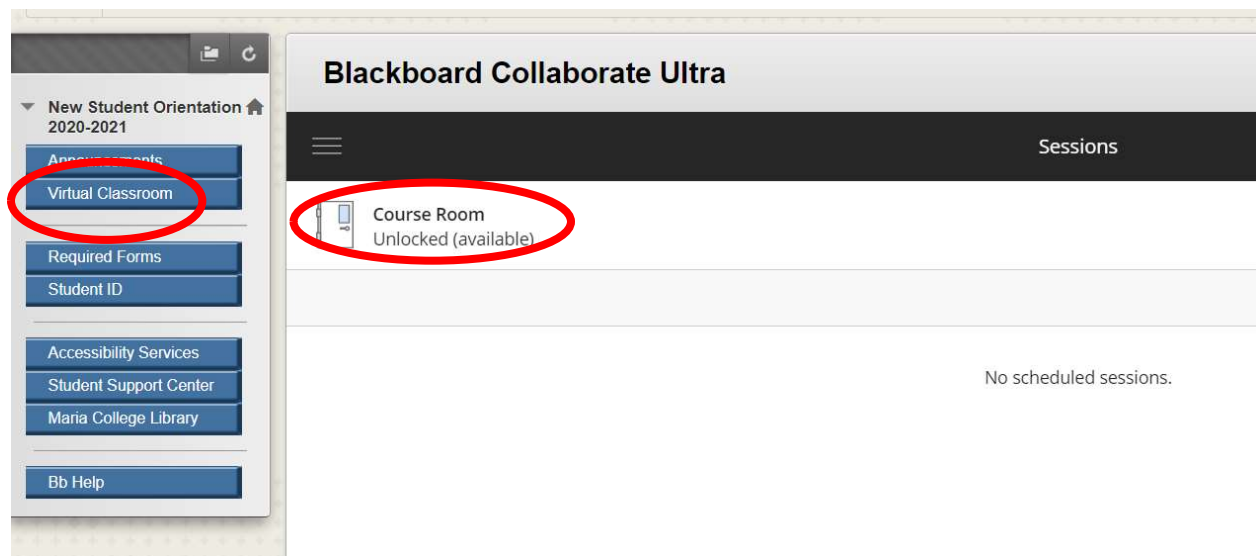 New Student Orientation
2020-2021
Announcements
Virtual Classroom
Required Forms
Student ID
Accessibility Services
Student Support Center
Maria College Library
Bb Help
Blackboard Collaborate Ultra
Sessions
Course Room
Unlocked (available)
No scheduled sessions.